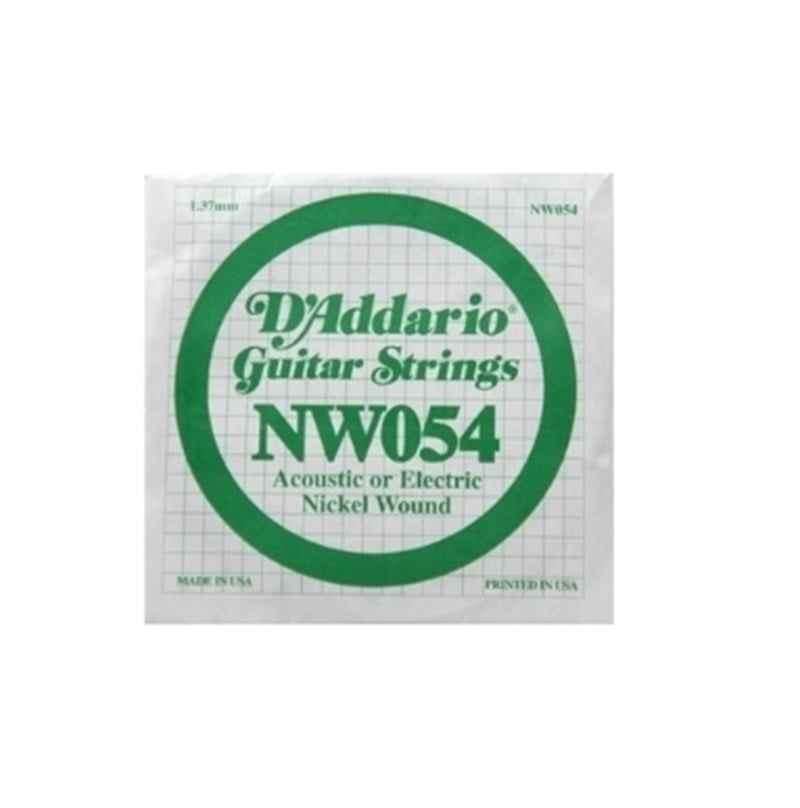 1.37mm NW054
D'Addario®
Guitar Strings
NW054
Acoustic or Electric
Nickel Wound
MADE IN USA PRINTED IN USA